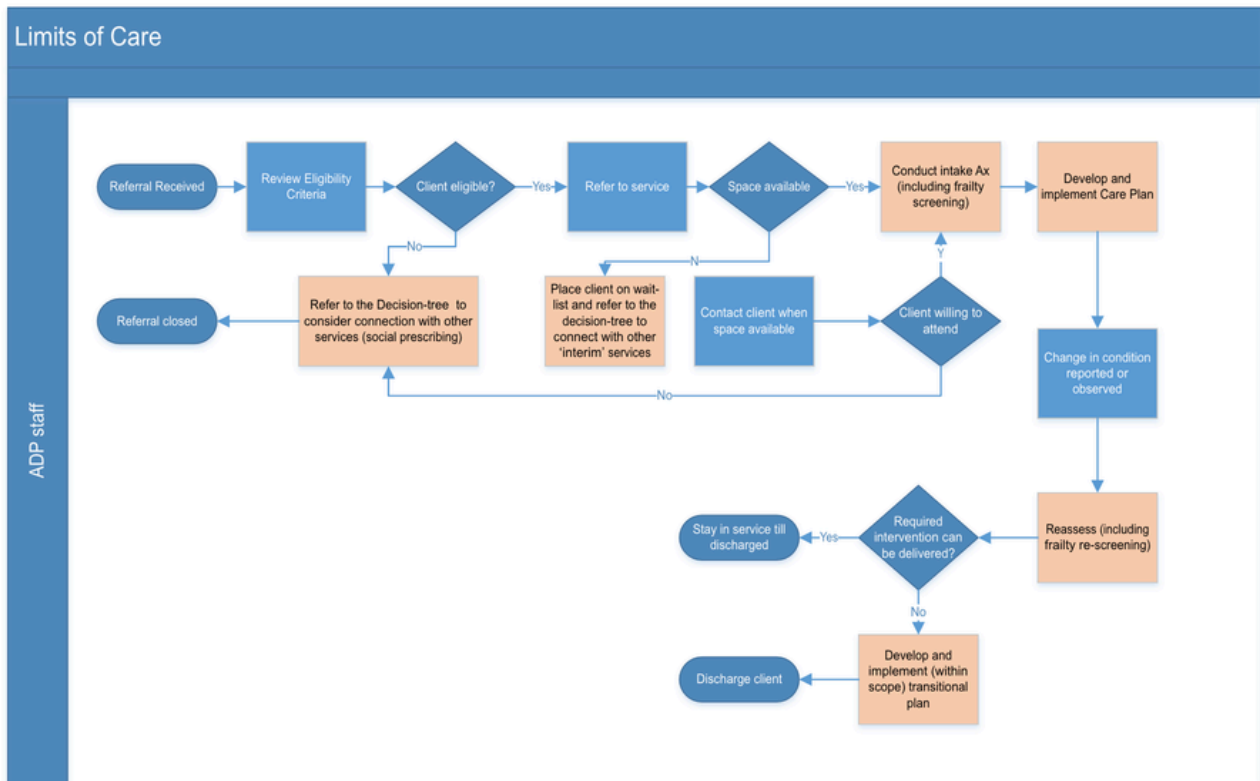 Limits of Care
ADP staff
Referral Received
Review Eligibility
Criteria
Client eligible?
Yes
Refer to service
Space available
Yes
Conduct intake Ax
(including frailty
screening)
Develop and
implement Care Plan
No
N
Y
Referral closed
Refer to the Decision-tree to
consider connection with other
services (social prescribing)
Place client on wait-
list and refer to the
decision-tree to
connect with other
‘interim’ services
Contact client when
space available
Client willing to
attend
No
Change in condition
reported or
observed
Reassess (including
frailty re-screening)
Required
intervention can
be delivered?
Yes
Stay in service till
discharged
No
Develop and
implement (within
scope) transitional
plan
Discharge client